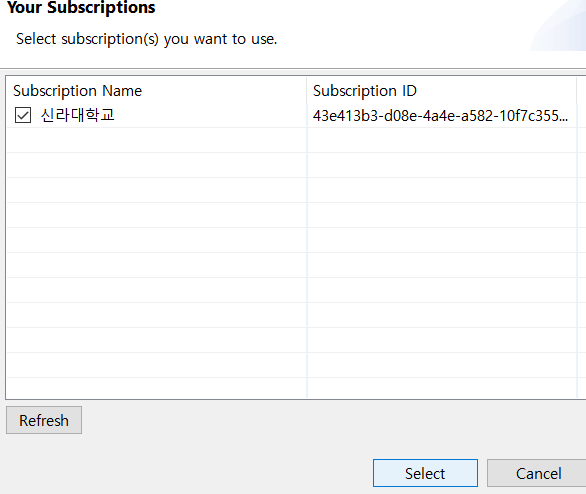 Your Subscriptions
Select subscription(s) you want to use.
Subscription Name Subscription ID
신라대학교 43e413b3-d08e-4a4e-a582-10f7c355...
Refresh
Select Cancel